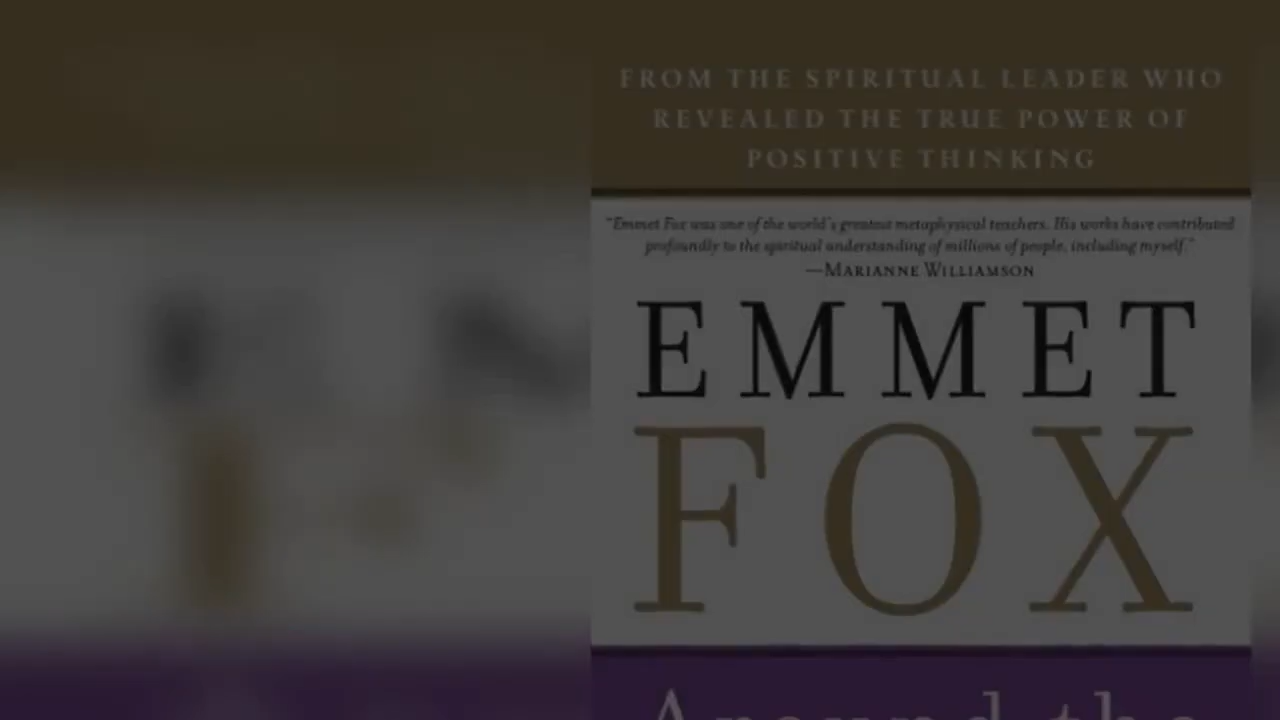 FROM THE SPIRITUAL LEADER WHO
REVEALED THE TRUE POWER OF
POSITIVE THINKING
"Emmet Fox was one of the world's greatest metaphysical teachers. His works have contributed
profoundly to the spiritual understanding of millions of people, including myself."
—MARIANNE WILLIAMSON
EMMET
FOX
Around the